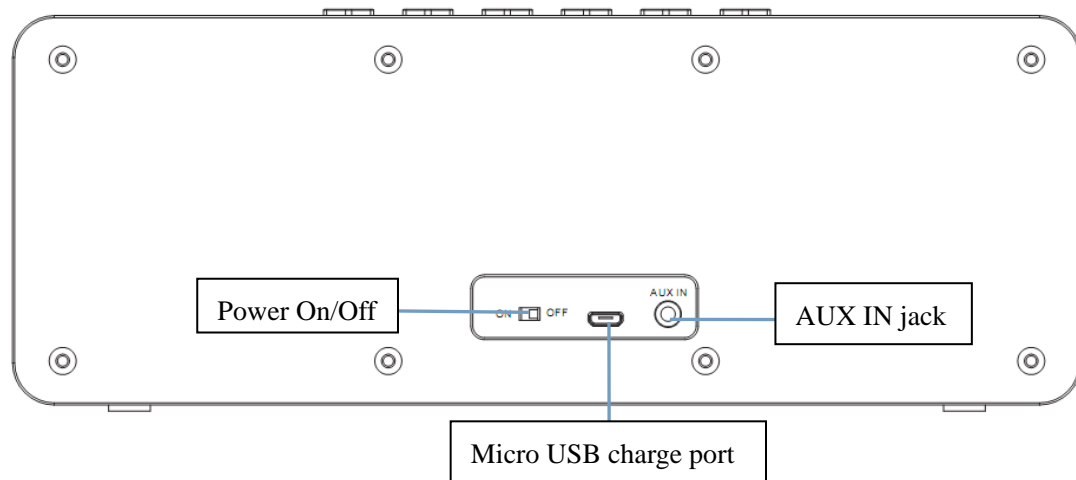 AUX IN
Power On/Off
ON OFF
AUX IN jack
Micro USB charge port